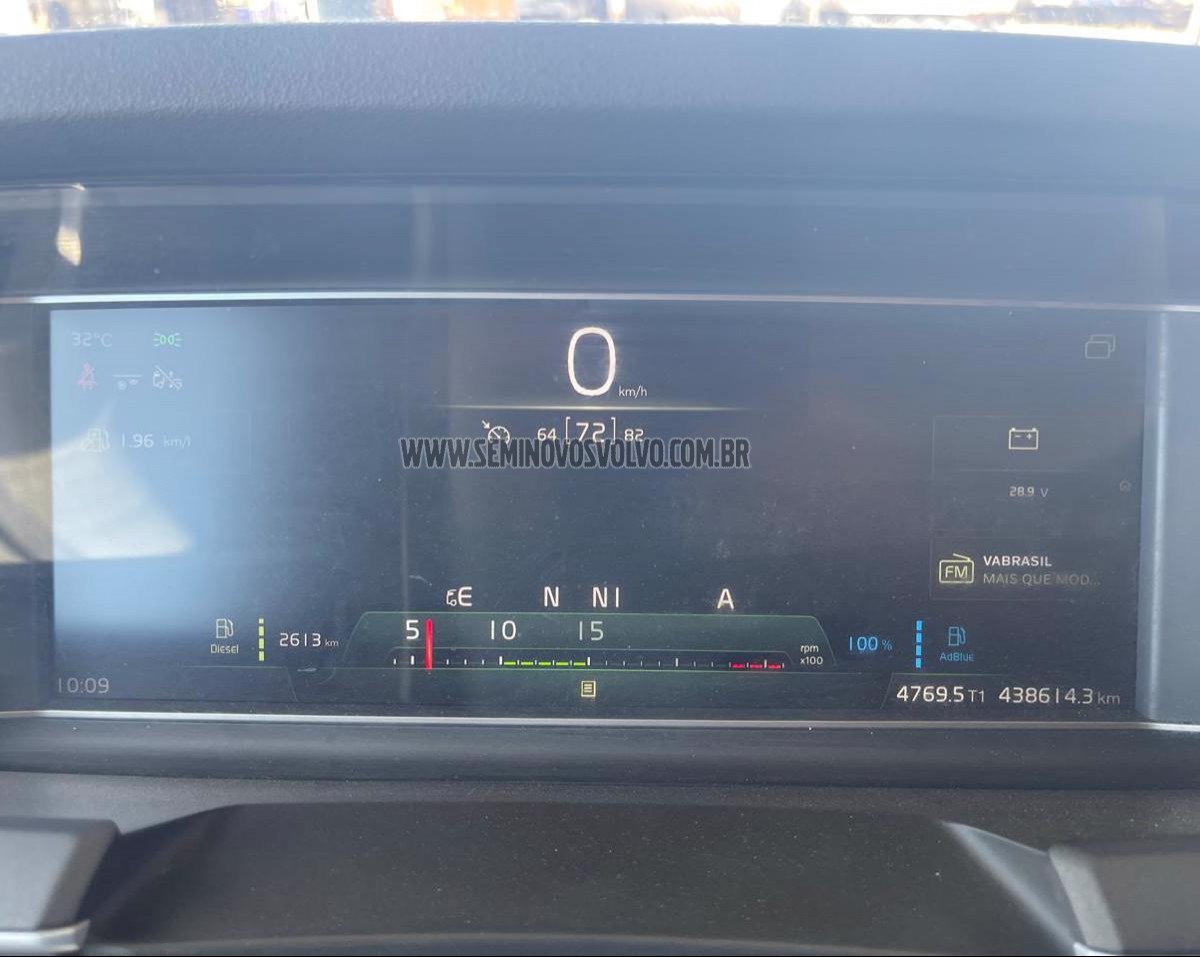 32°C
0 km/h
64 [72] 82
1.96 km/l
WWW.SEMINOVOSVOLVO.COM.BR
28.9 V
FM VABRASIL
MAIS QUE MOD...
E N N I A
5 10 15
rpm
x100
Diesel 2613 km
100 % AdBlue
10:09
4769.5 T1 438614.3 km